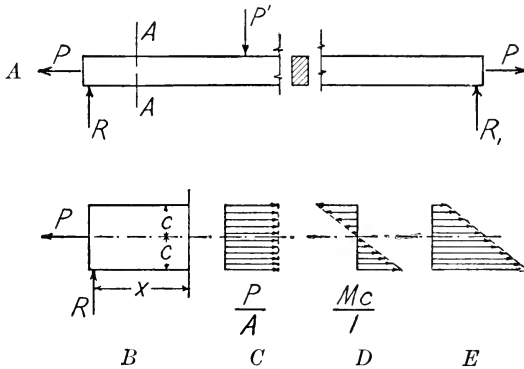 A P A P' P
A
R R₁
P C
C
R X
P/A Mc/I
B C D E